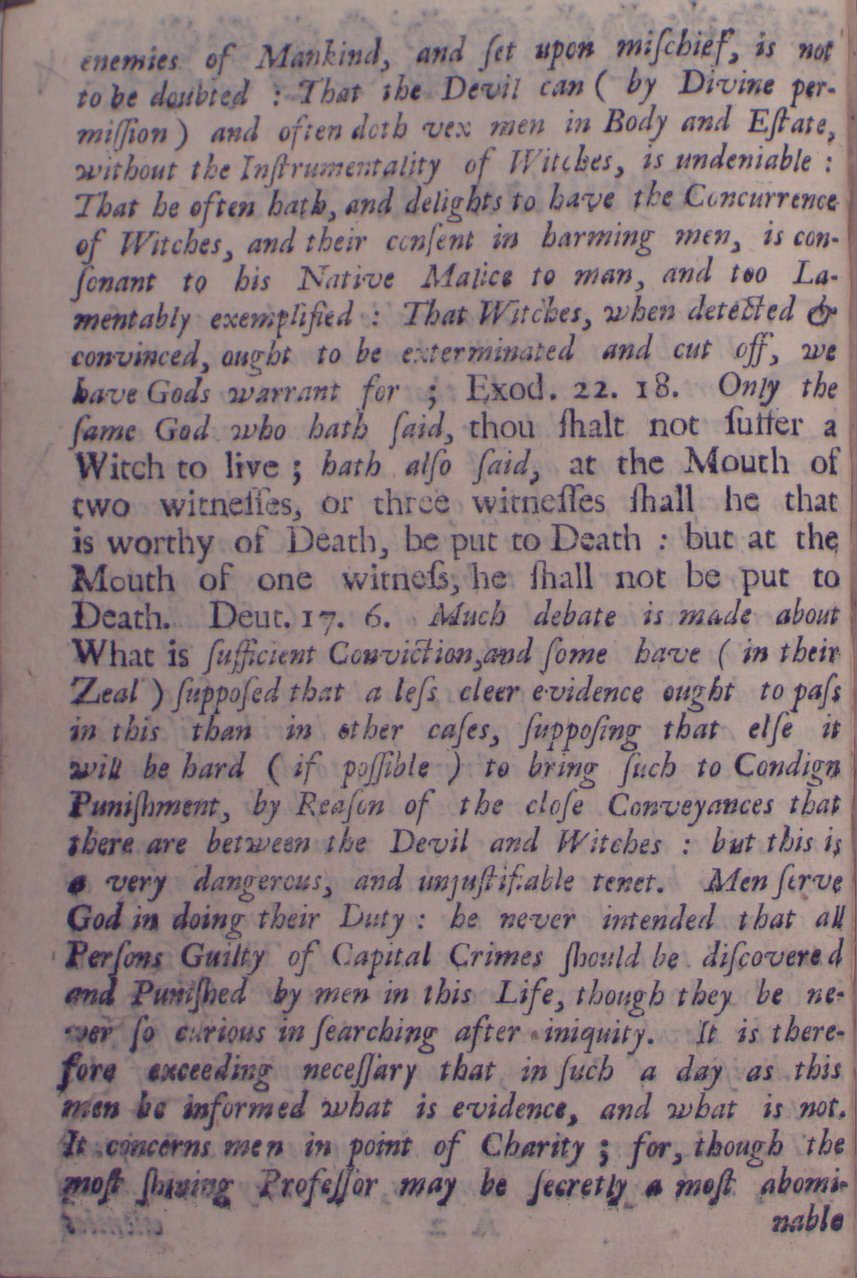 enemies of Mankind, and ſet upon miſchief, is not
to be doubted : That the Devil can ( by Divine per-
miſſion ) and often doth vex men in Body and Eſtate,
without the Inſtrumentality of Witches, is undeniable :
That he often hath, and delights to have the Concurrence
of Witches, and their conſent in harming men, is con-
ſonant to his Native Malice to man, and too La-
mentably exemplified : That Witches, when detected &
convinced, ought to be exterminated and cut off, we
have Gods warrant for ; Exod. 22. 18. Only the
ſame God who hath ſaid, thou ſhalt not ſuffer a
Witch to live ; hath alſo ſaid, at the Mouth of
two witneſſes, or three witneſſes ſhall he that
is worthy of Death, be put to Death : but at the
Mouth of one witneſs, he ſhall not be put to
Death. Deut. 17. 6. Much debate is made about
What is ſufficient Conviction,and ſome have ( in their
Zeal ) ſuppoſed that a leſs cleer evidence ought to paſs
in this than in other caſes, ſuppoſing that elſe it
will be hard ( if poſſible ) to bring ſuch to Condign
Puniſhment, by Reaſon of the cloſe Conveyances that
there are between the Devil and Witches : but this is
a very dangerous, and unjuſtifiable tenet. Men ſerve
God in doing their Duty : he never intended that all
Perſons Guilty of Capital Crimes ſhould be diſcovered
and Puniſhed by men in this Life, though they be ne-
ver ſo curious in ſearching after iniquity. It is there-
fore exceeding neceſſary that in ſuch a day as this
men be informed what is evidence, and what is not.
It concerns men in point of Charity ; for, though the
moſt ſhining Profeſſor may be ſecretly a moſt abomi-
nable